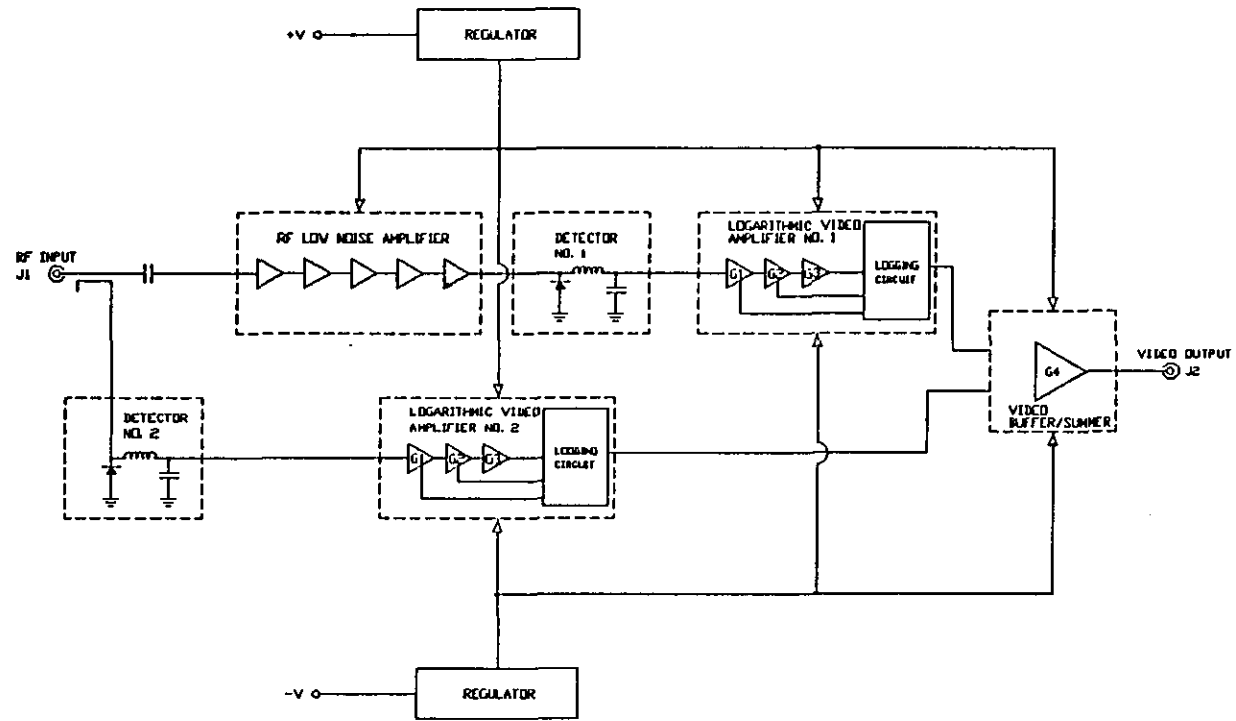 +V
REGULATOR
RF INPUT
J1
RF LOW NOISE AMPLIFIER
DETECTOR
NO. 1
LOGARITHMIC VIDEO
AMPLIFIER NO. 1
G1
G2
G3
LOGGING
CIRCUIT
VIDEO OUTPUT
J2
G4
VIDEO
BUFFER/SUMMER
DETECTOR
NO. 2
LOGARITHMIC VIDEO
AMPLIFIER NO. 2
G1
G2
G3
LOGGING
CIRCUIT
-V
REGULATOR